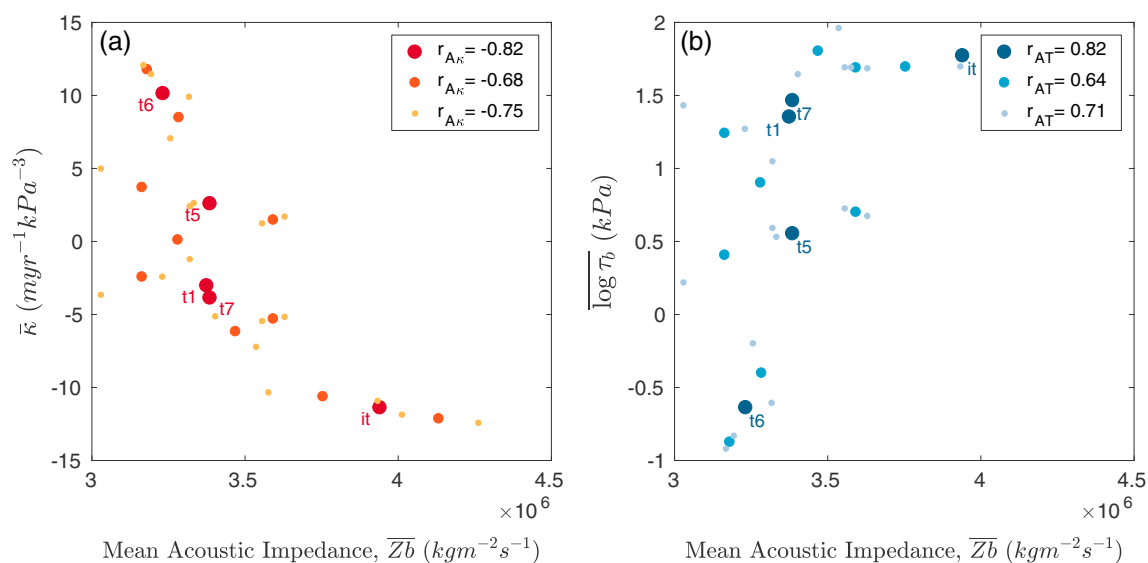 (a)
r_Aκ= -0.82
r_Aκ= -0.68
r_Aκ= -0.75
15
10
5
0
-5
-10
-15
κ̄ (myr⁻¹kPa⁻³)
t6
t5
t1
t7
it
3
3.5
4
4.5
×10⁶
Mean Acoustic Impedance, Z̅b̅ (kgm⁻²s⁻¹)
(b)
r_AT= 0.82
r_AT= 0.64
r_AT= 0.71
2
1.5
1
0.5
0
-0.5
-1
l̅o̅g̅ ̅τ̅_b̅ (kPa)
it
t7
t1
t5
t6
3
3.5
4
4.5
×10⁶
Mean Acoustic Impedance, Z̅b̅ (kgm⁻²s⁻¹)